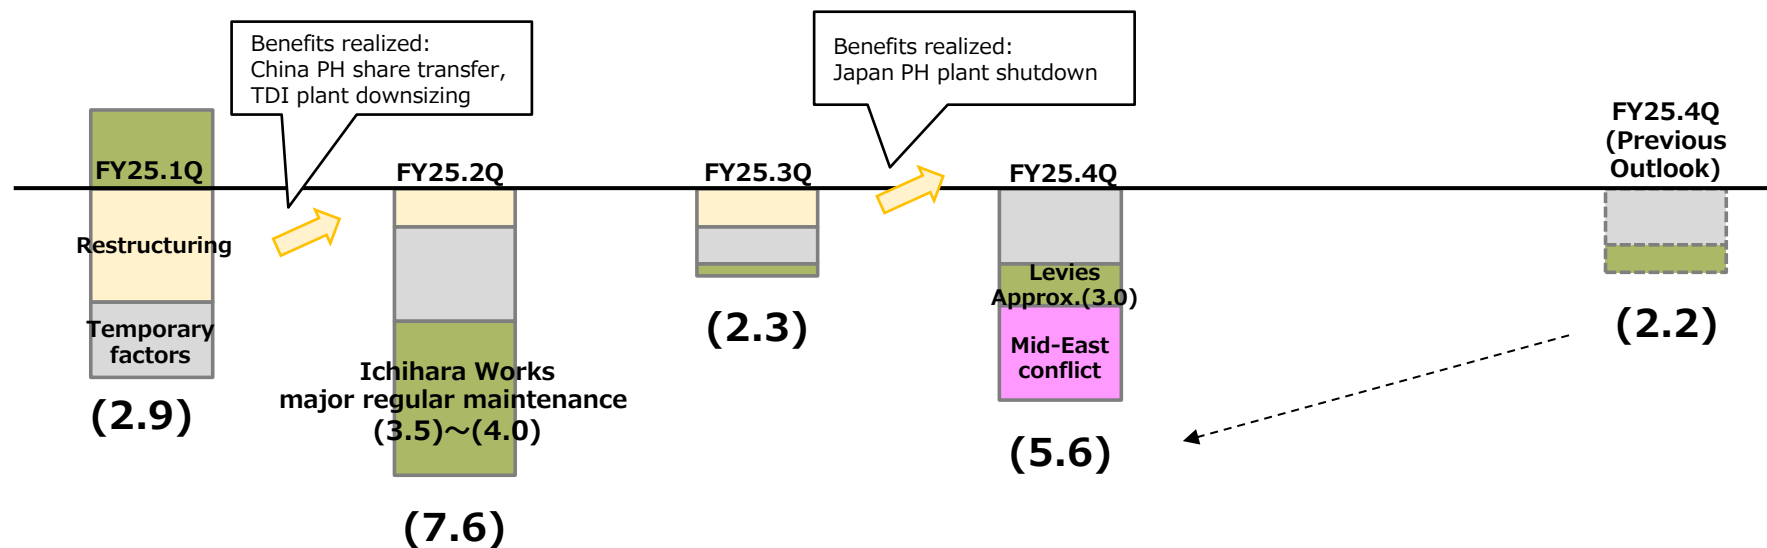 Benefits realized:
China PH share transfer,
TDI plant downsizing
Benefits realized:
Japan PH plant shutdown
FY25.1Q
Restructuring
Temporary
factors
(2.9)
FY25.2Q
Ichihara Works
major regular maintenance
(3.5)～(4.0)
(7.6)
FY25.3Q
(2.3)
FY25.4Q
Levies
Approx.(3.0)
Mid-East
conflict
(5.6)
FY25.4Q
(Previous
Outlook)
(2.2)